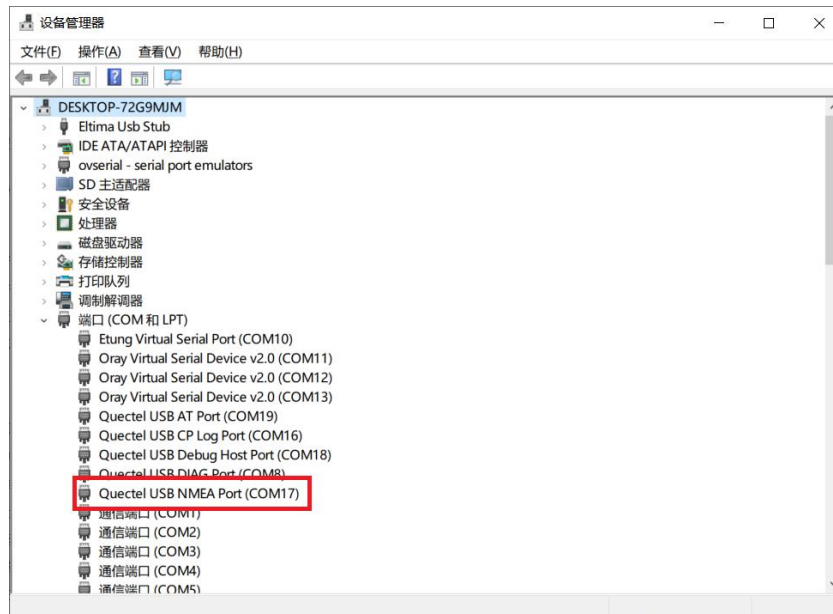 设备管理器
文件(F) 操作(A) 查看(V) 帮助(H)
DESKTOP-72G9MJM
Eltima Usb Stub
IDE ATA/ATAPI 控制器
ovserial - serial port emulators
SD 主适配器
安全设备
处理器
磁盘驱动器
存储控制器
打印队列
调制解调器
端口 (COM 和 LPT)
Etung Virtual Serial Port (COM10)
Oray Virtual Serial Device v2.0 (COM11)
Oray Virtual Serial Device v2.0 (COM12)
Oray Virtual Serial Device v2.0 (COM13)
Quectel USB AT Port (COM19)
Quectel USB CP Log Port (COM16)
Quectel USB Debug Host Port (COM18)
Quectel USB DIAG Port (COM8)
Quectel USB NMEA Port (COM17)
通信端口 (COM1)
通信端口 (COM2)
通信端口 (COM3)
通信端口 (COM4)
通信端口 (COM5)